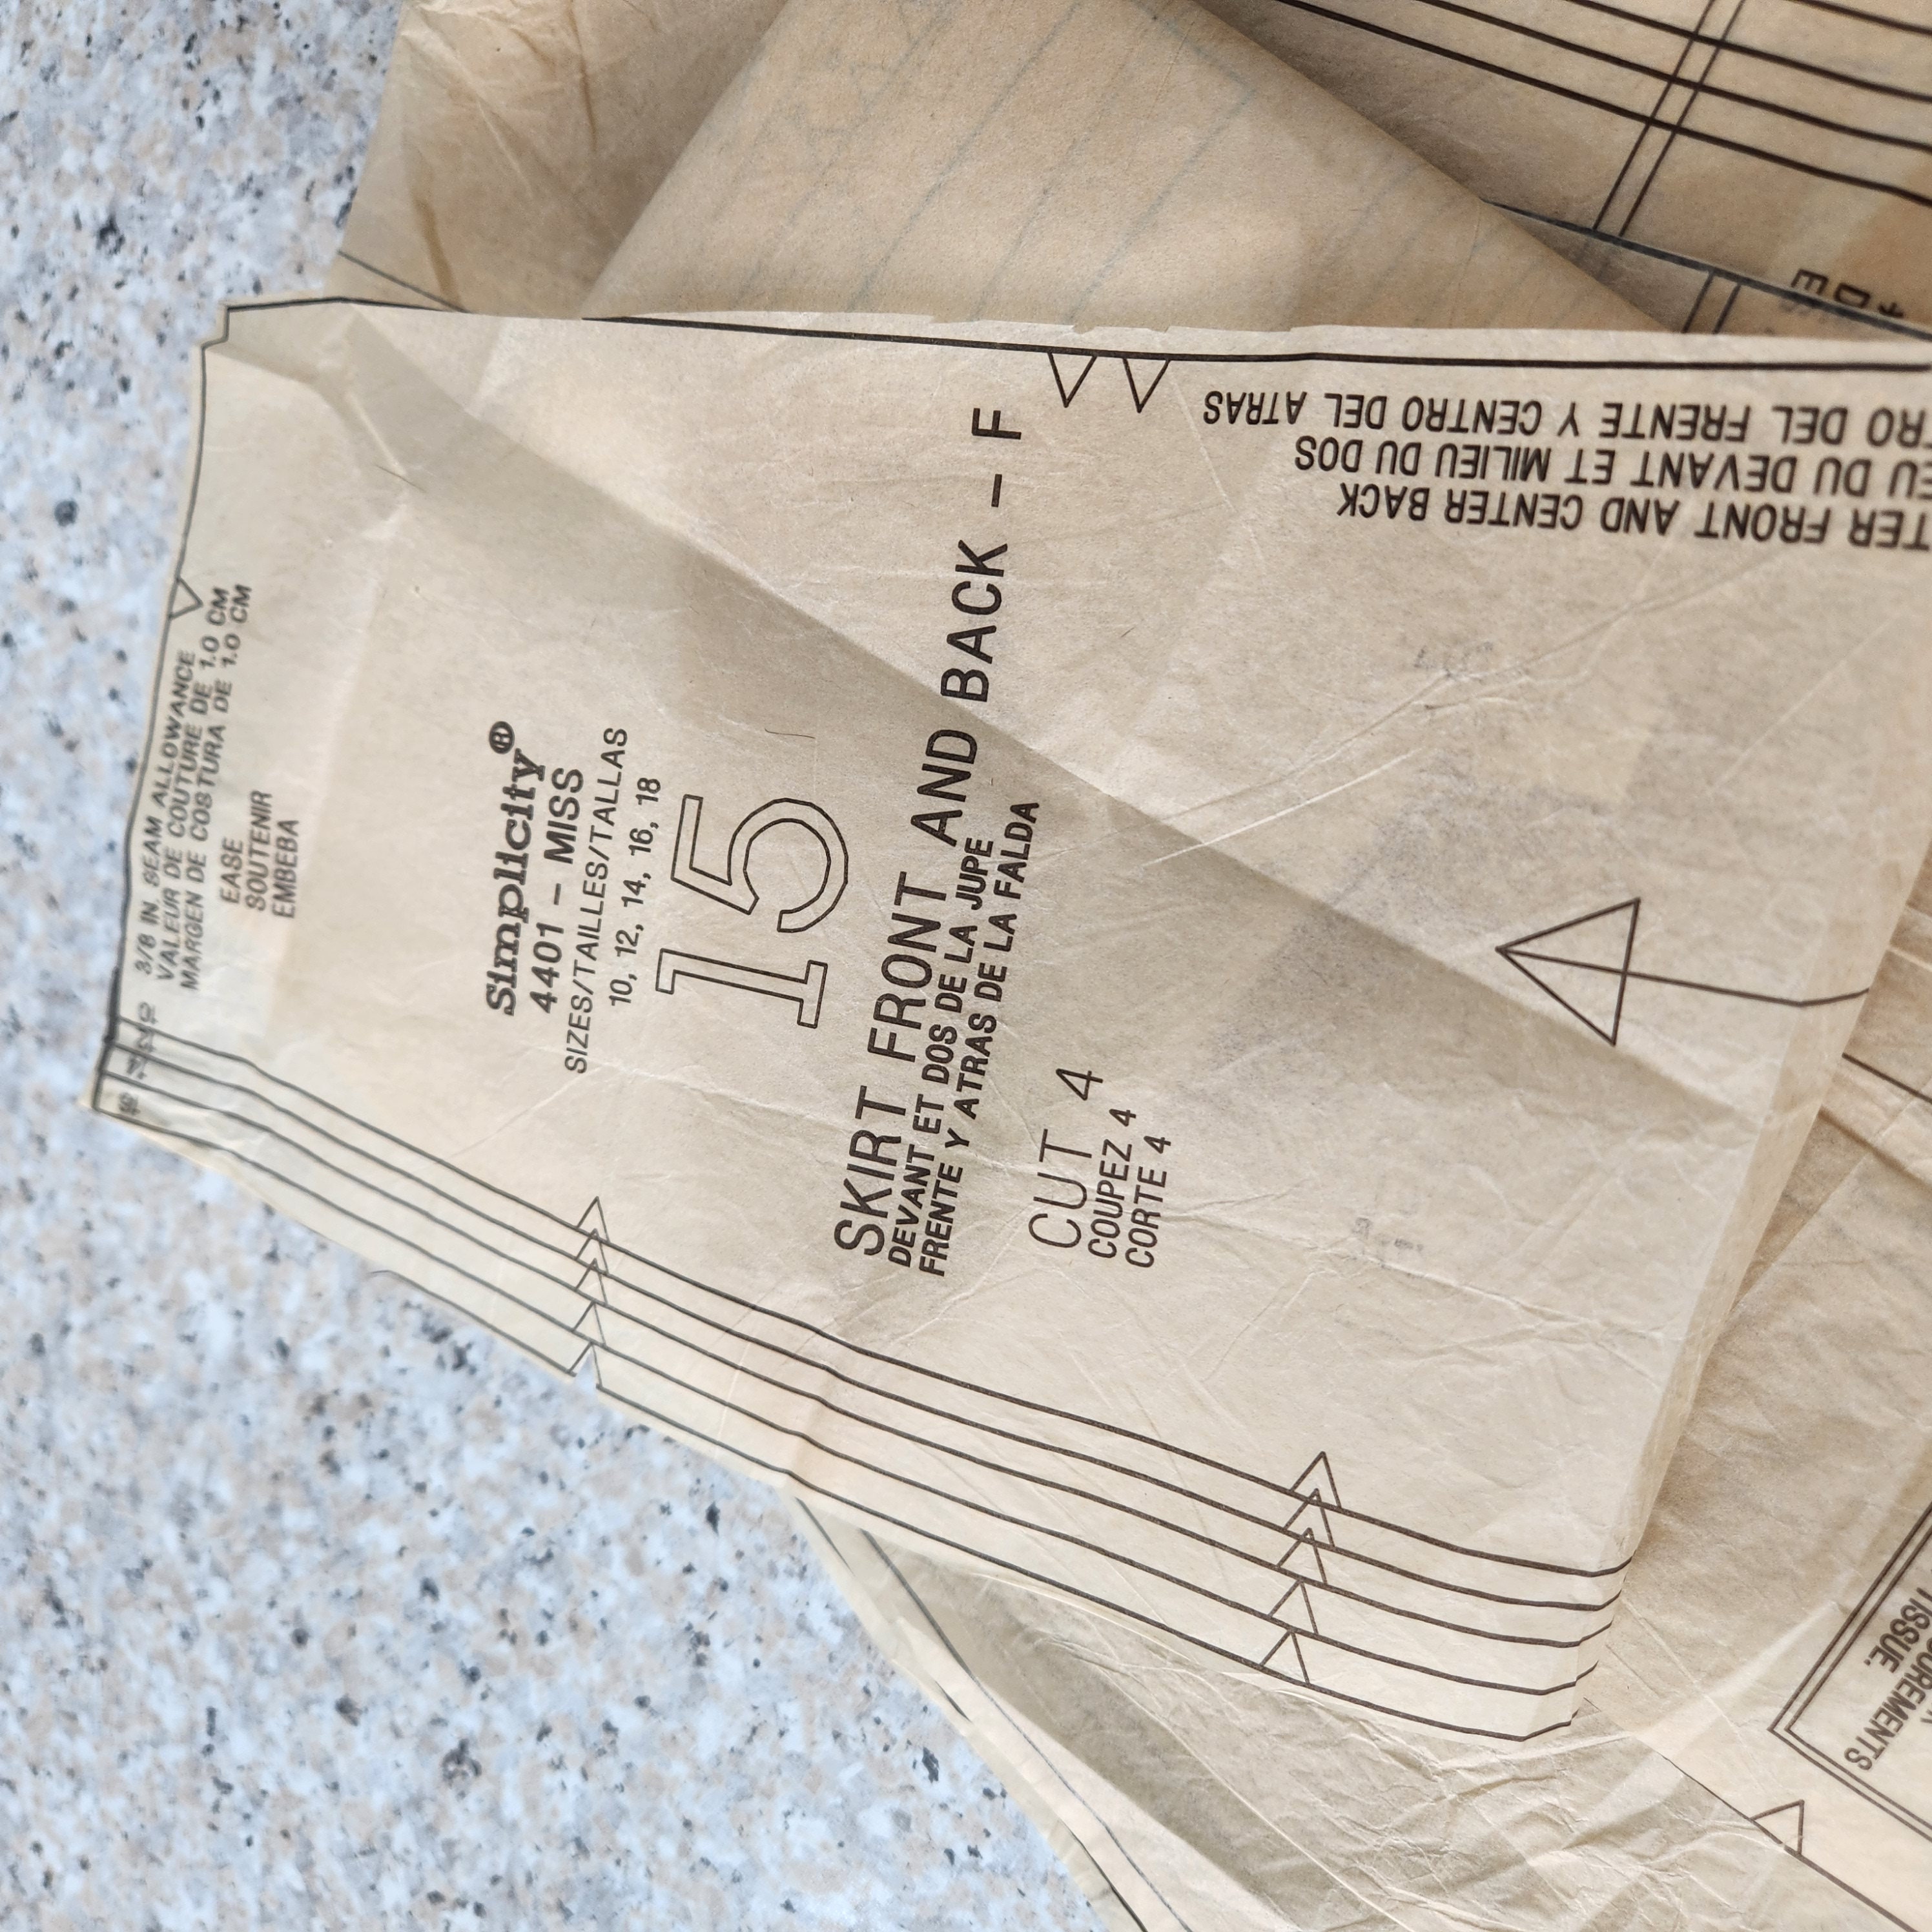 3/8 IN. SEAM ALLOWANCE
VALEUR DE COUTURE DE 1.0 CM
MARGEN DE COSTURA DE 1.0 CM
EASE
SOUTENIR
EMBEBA
Simplicity®
4401 – MISS
SIZES/TAILLES/TALLAS
10, 12, 14, 16, 18
15
SKIRT FRONT AND BACK – F
DEVANT ET DOS DE LA JUPE
FRENTE Y ATRAS DE LA FALDA
CUT 4
COUPEZ 4
CORTE 4
TER FRONT AND CENTER BACK
EU DU DEVANT ET MILIEU DU DOS
RO DEL FRENTE Y CENTRO DEL ATRAS
UREMENTS
ISSUE.